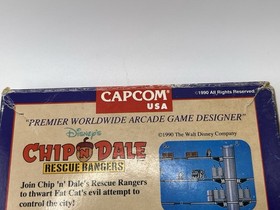 CAPCOM
USA
©1990 All Rights Reserved
"PREMIER WORLDWIDE ARCADE GAME DESIGNER"
Disney's
©1990 The Walt Disney Company
CHIP 'N DALE
RESCUE RANGERS
Join Chip 'n' Dale's Rescue Rangers
to thwart Fat Cat's evil attempt to
control the city!